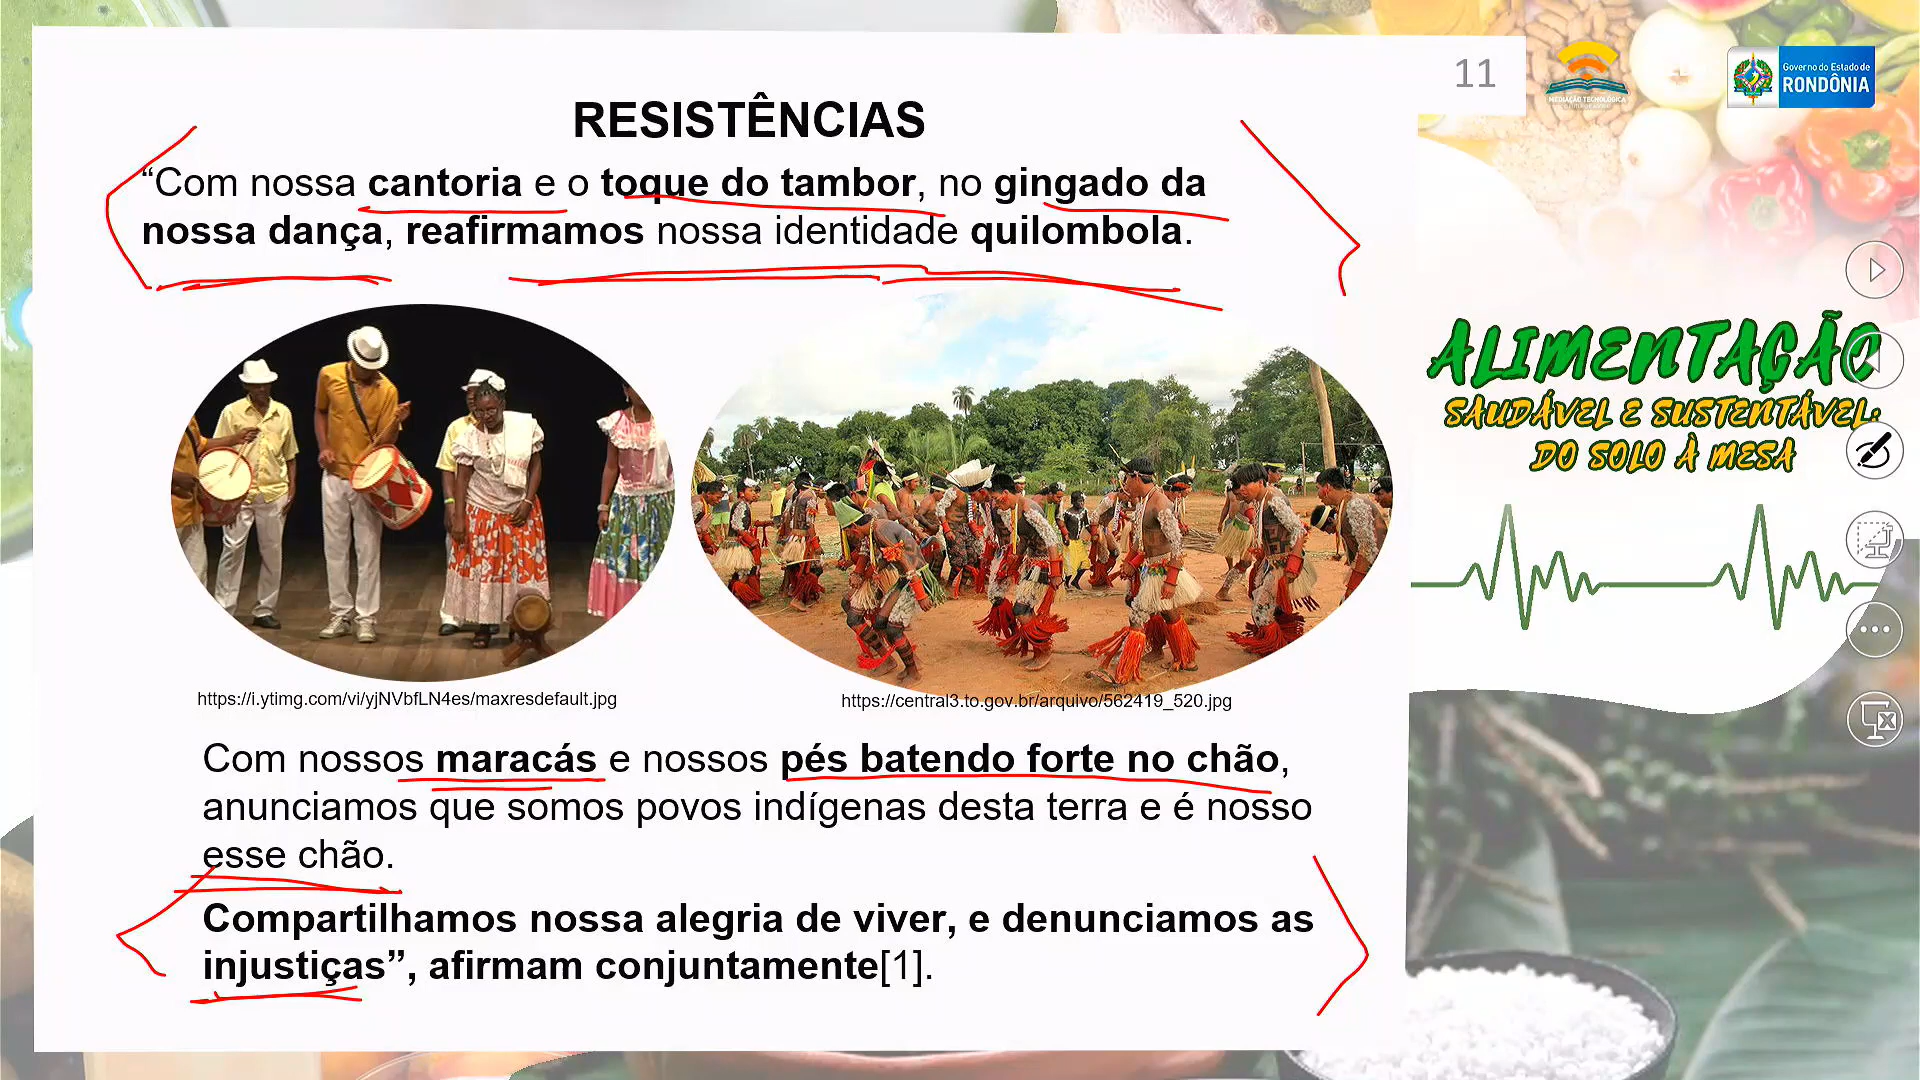 11
MEDIAÇÃO TECNOLÓGICA
Governo do Estado de
RONDÔNIA
RESISTÊNCIAS
“Com nossa cantoria e o toque do tambor, no gingado da
nossa dança, reafirmamos nossa identidade quilombola.
ALIMENTAÇÃO
SAUDÁVEL E SUSTENTÁVEL:
DO SOLO À MESA
https://i.ytimg.com/vi/yjNVbfLN4es/maxresdefault.jpg
https://central3.to.gov.br/arquivo/562419_520.jpg
Com nossos maracás e nossos pés batendo forte no chão,
anunciamos que somos povos indígenas desta terra e é nosso
esse chão.
Compartilhamos nossa alegria de viver, e denunciamos as
injustiças”, afirmam conjuntamente[1].